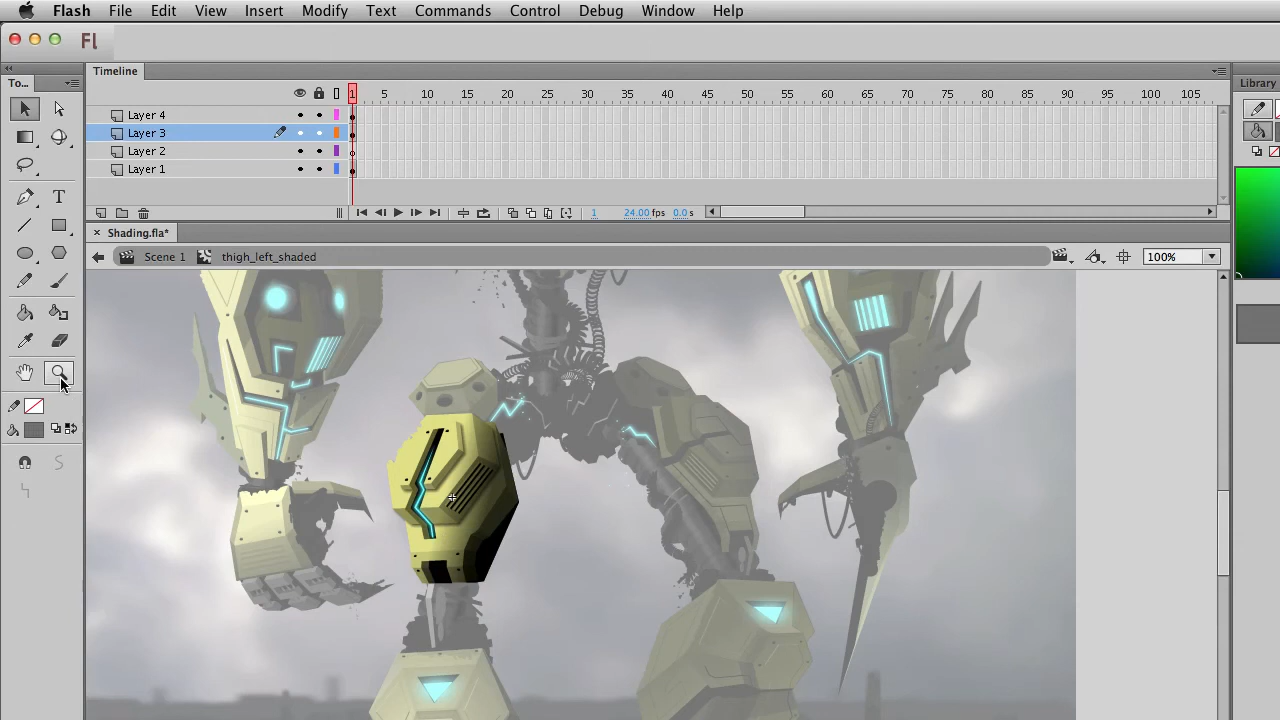 Flash File Edit View Insert Modify Text Commands Control Debug Window Help
Fl
To... Timeline Library
1 5 10 15 20 25 30 35 40 45 50 55 60 65 70 75 80 85 90 95 100 105
Layer 4
Layer 3
Layer 2
Layer 1
1 24.00 fps 0.0 s
Shading.fla*
Scene 1 thigh_left_shaded 100%